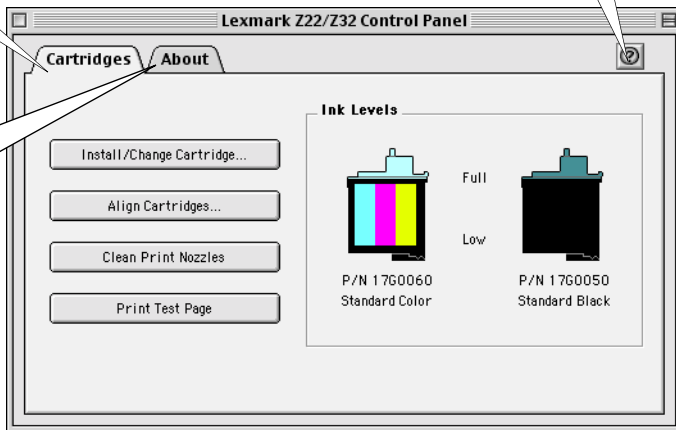 Lexmark Z22/Z32 Control Panel
Cartridges
About
?
Ink Levels
Install/Change Cartridge...
Align Cartridges...
Clean Print Nozzles
Print Test Page
Full
Low
P/N 17G0060
Standard Color
P/N 17G0050
Standard Black